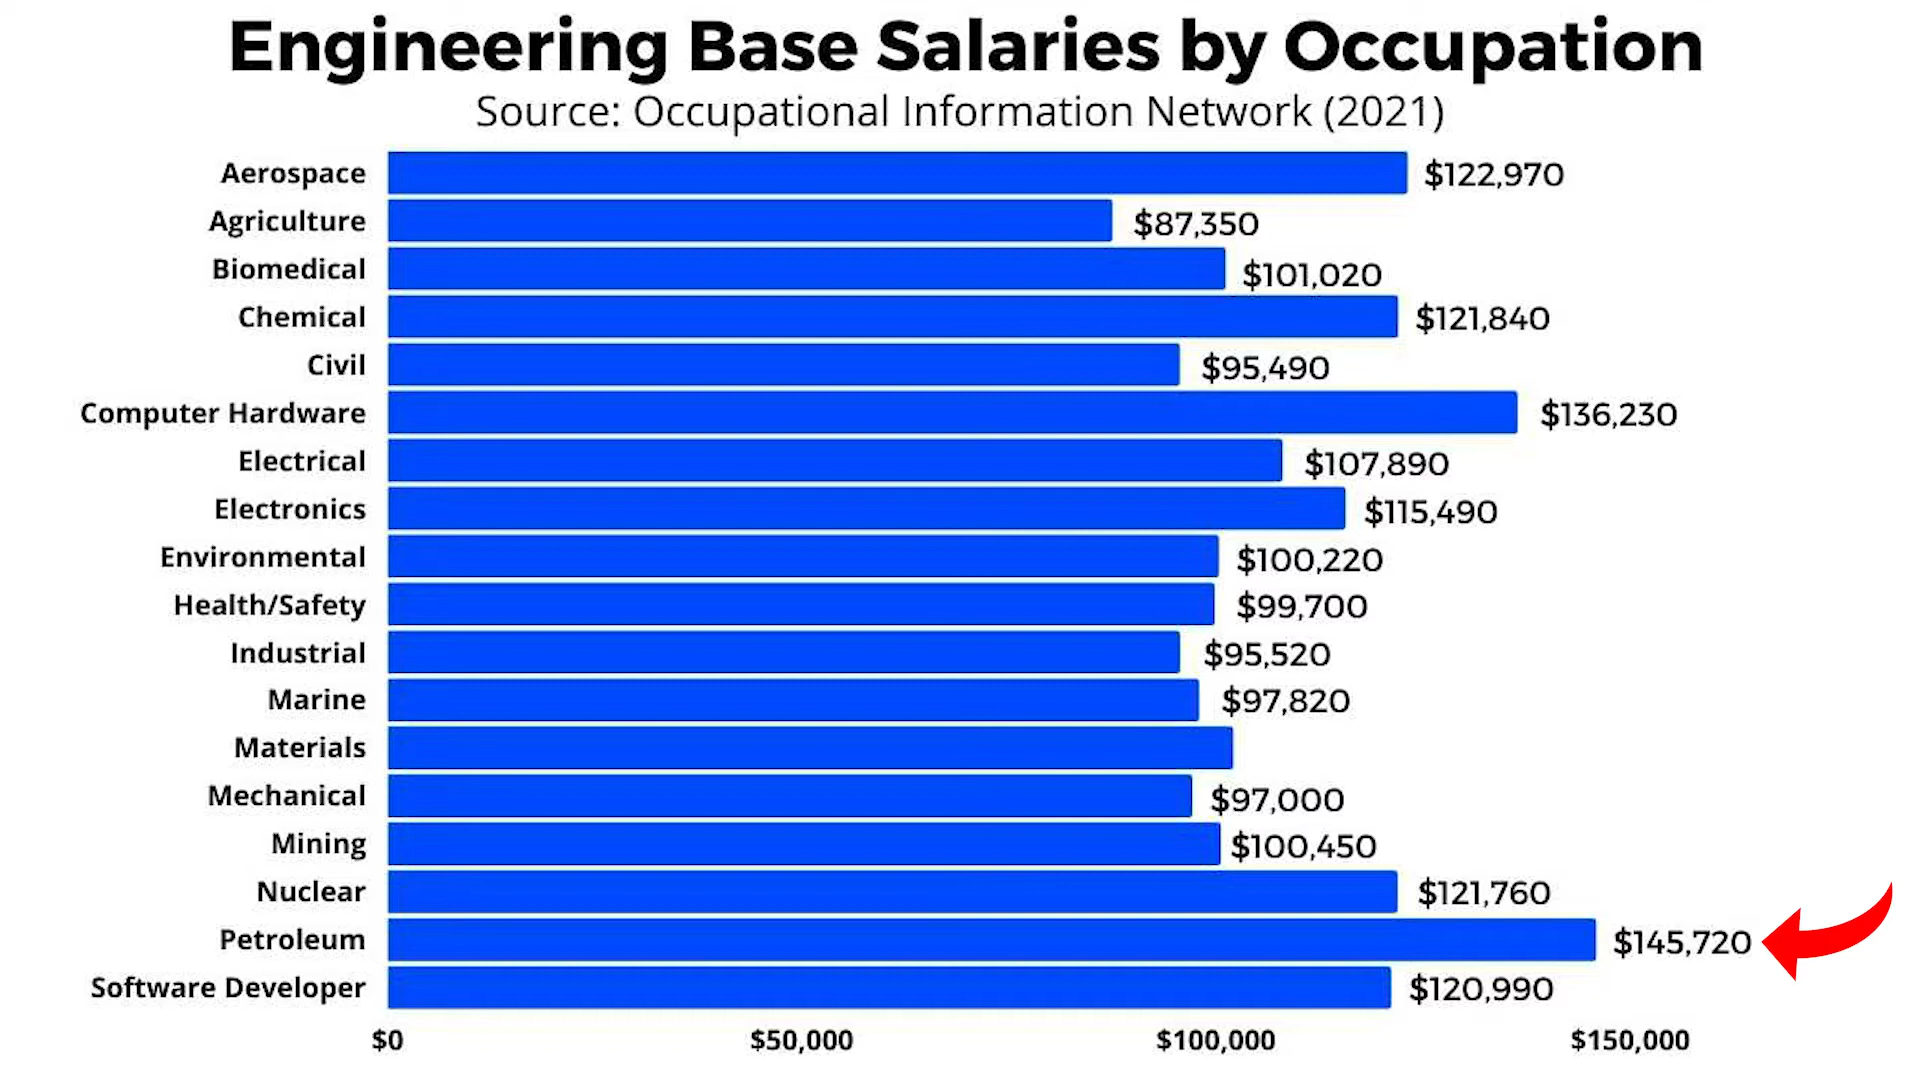 Engineering Base Salaries by Occupation
Source: Occupational Information Network (2021)
Aerospace $122,970
Agriculture $87,350
Biomedical $101,020
Chemical $121,840
Civil $95,490
Computer Hardware $136,230
Electrical $107,890
Electronics $115,490
Environmental $100,220
Health/Safety $99,700
Industrial $95,520
Marine $97,820
Materials
Mechanical $97,000
Mining $100,450
Nuclear $121,760
Petroleum $145,720
Software Developer $120,990
$0 $50,000 $100,000 $150,000